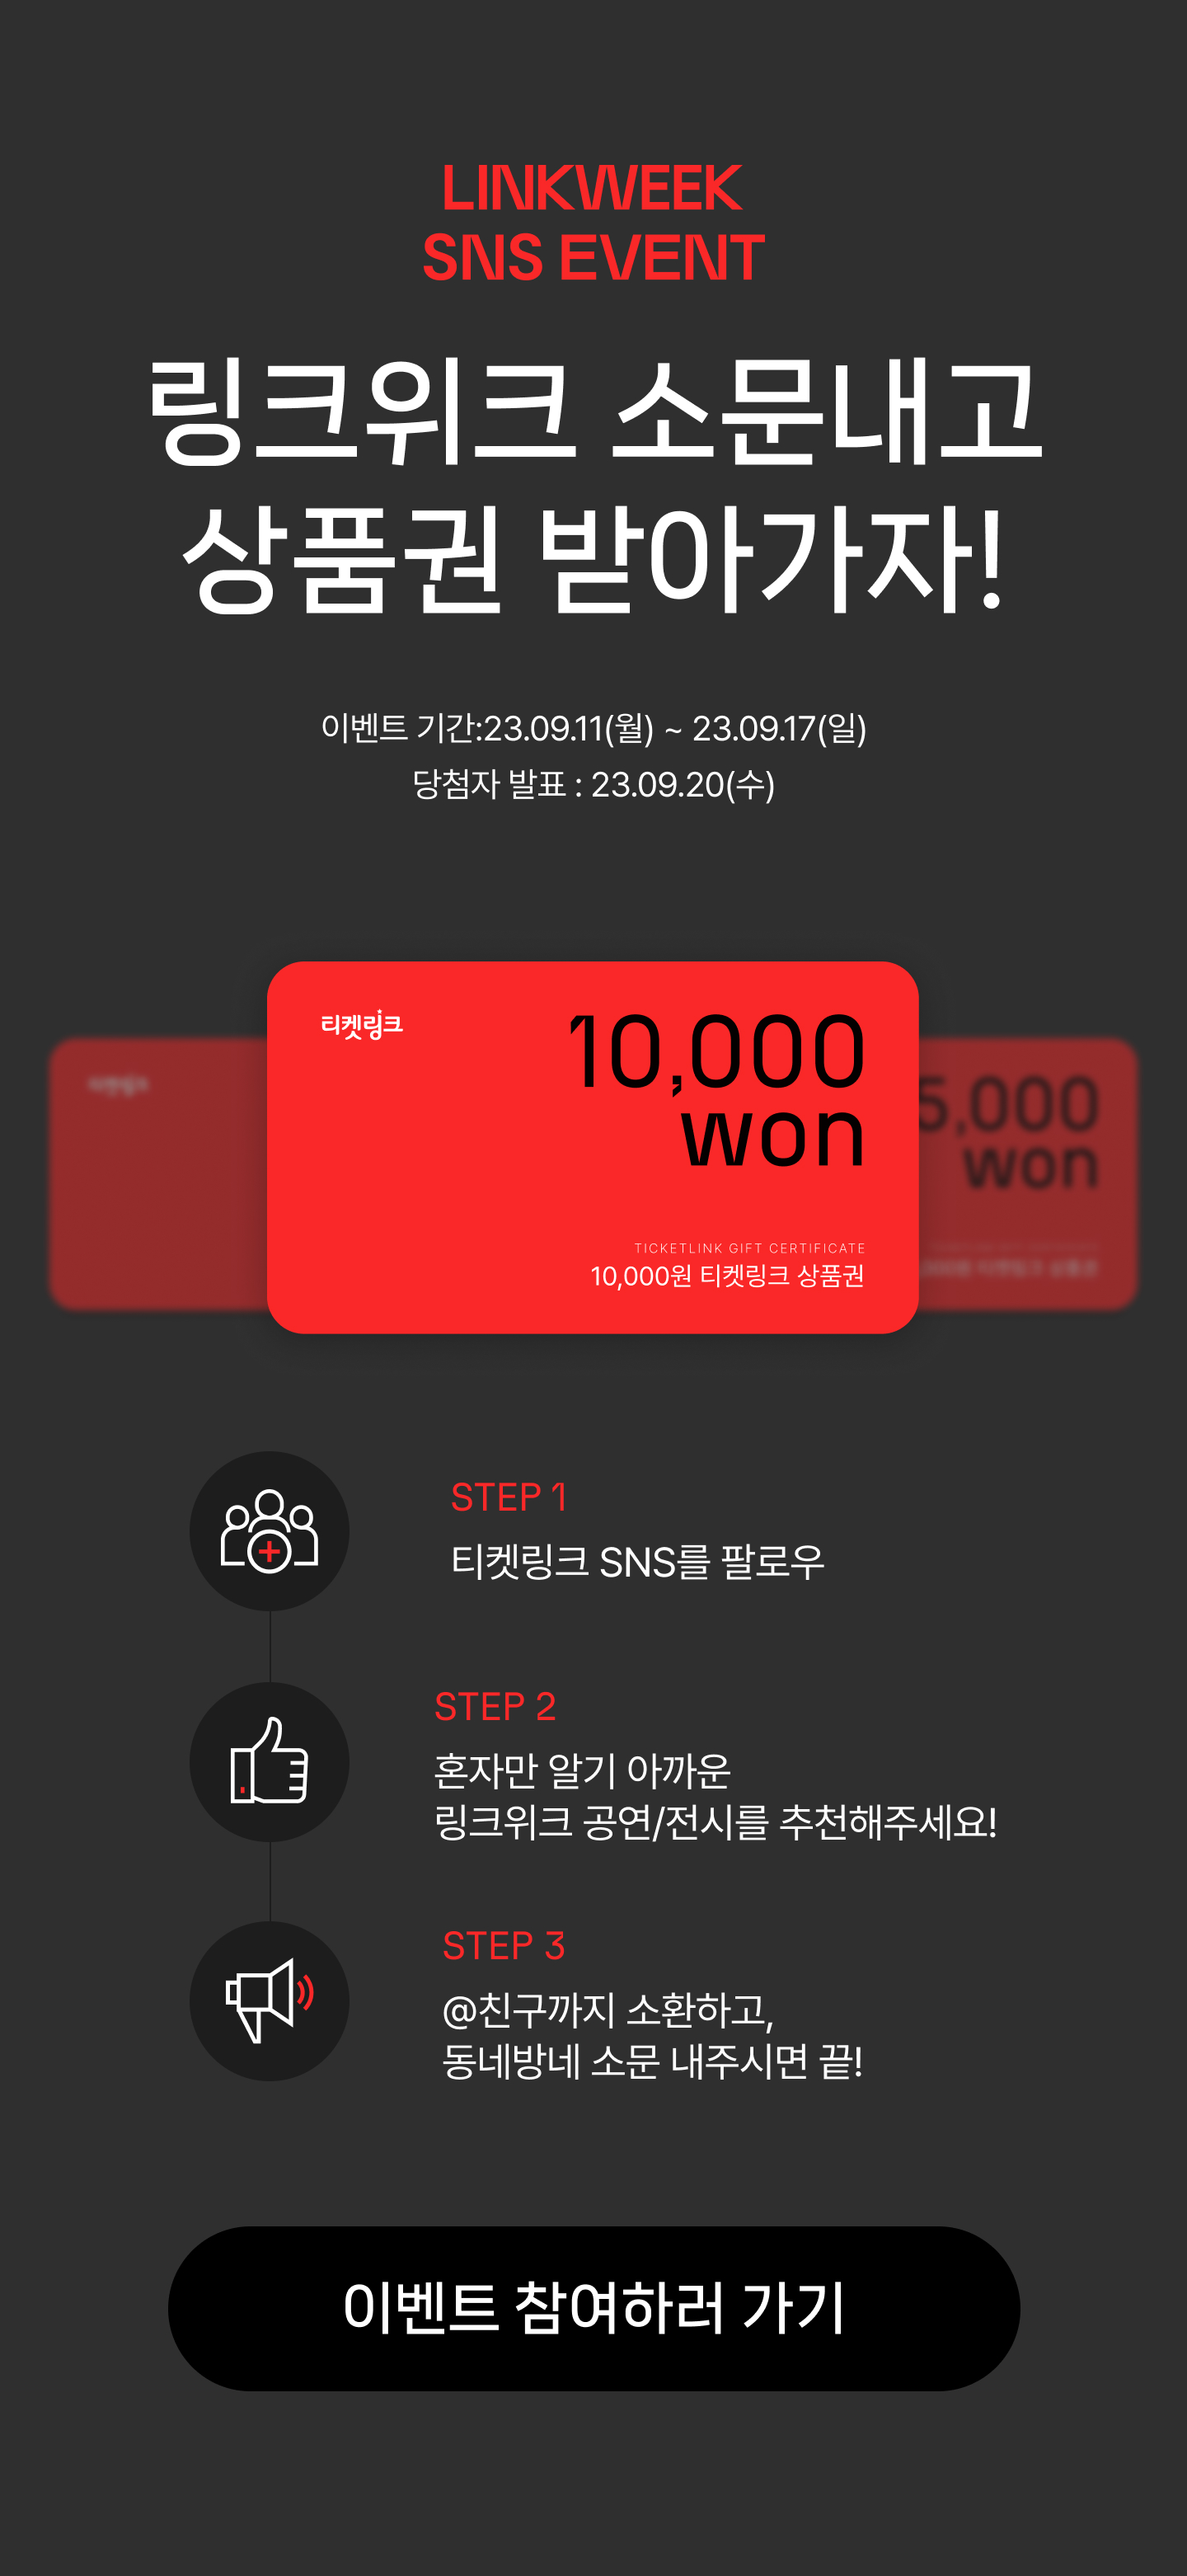 LINKWEEK
SNS EVENT
링크위크 소문내고
상품권 받아가자!
이벤트 기간:23.09.11(월) ~ 23.09.17(일)
당첨자 발표 : 23.09.20(수)
티켓링크
10,000
won
TICKETLINK GIFT CERTIFICATE
10,000원 티켓링크 상품권
티켓링크
5,000
won
STEP 1
티켓링크 SNS를 팔로우
STEP 2
혼자만 알기 아까운
링크위크 공연/전시를 추천해주세요!
STEP 3
@친구까지 소환하고,
동네방네 소문 내주시면 끝!
이벤트 참여하러 가기